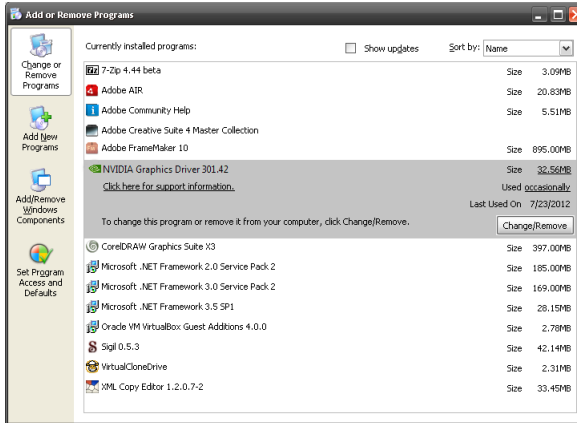 Add or Remove Programs
Change or
Remove
Programs
Add New
Programs
Add/Remove
Windows
Components
Set Program
Access and
Defaults
Currently installed programs:
Show updates
Sort by: Name
7-Zip 4.44 beta Size 3.09MB
Adobe AIR Size 20.83MB
Adobe Community Help Size 5.51MB
Adobe Creative Suite 4 Master Collection
Adobe FrameMaker 10 Size 895.00MB
NVIDIA Graphics Driver 301.42 Size 32.56MB
Click here for support information. Used occasionally
Last Used On 7/23/2012
To change this program or remove it from your computer, click Change/Remove. Change/Remove
CorelDRAW Graphics Suite X3 Size 397.00MB
Microsoft .NET Framework 2.0 Service Pack 2 Size 185.00MB
Microsoft .NET Framework 3.0 Service Pack 2 Size 169.00MB
Microsoft .NET Framework 3.5 SP1 Size 28.15MB
Oracle VM VirtualBox Guest Additions 4.0.0 Size 2.78MB
Sigil 0.5.3 Size 42.14MB
VirtualCloneDrive Size 2.31MB
XML Copy Editor 1.2.0.7-2 Size 33.45MB